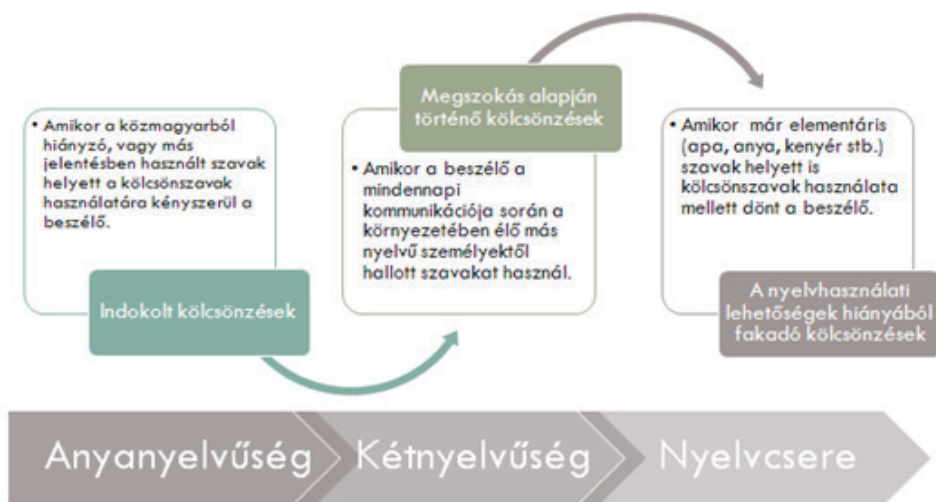 • Amikor a közmagyarból
hiányzó, vagy más
jelentésben használt szavak
helyett a kölcsönszavak
használatára kényszerül a
beszélő.
Indokolt kölcsönzések
Megszokás alapján
történő kölcsönzések
• Amikor a beszélő a
mindennapi
kommunikációja során a
környezetében élő más
nyelvű személyektől
hallott szavakat használ.
• Amikor már elementáris
(apa, anya, kenyér stb.)
szavak helyett is
kölcsönszavak használata
mellett dönt a beszélő.
A nyelvhasználati
lehetőségek hiányából
fakadó kölcsönzések
Anyanyelvűség
Kétnyelvűség
Nyelvcsere